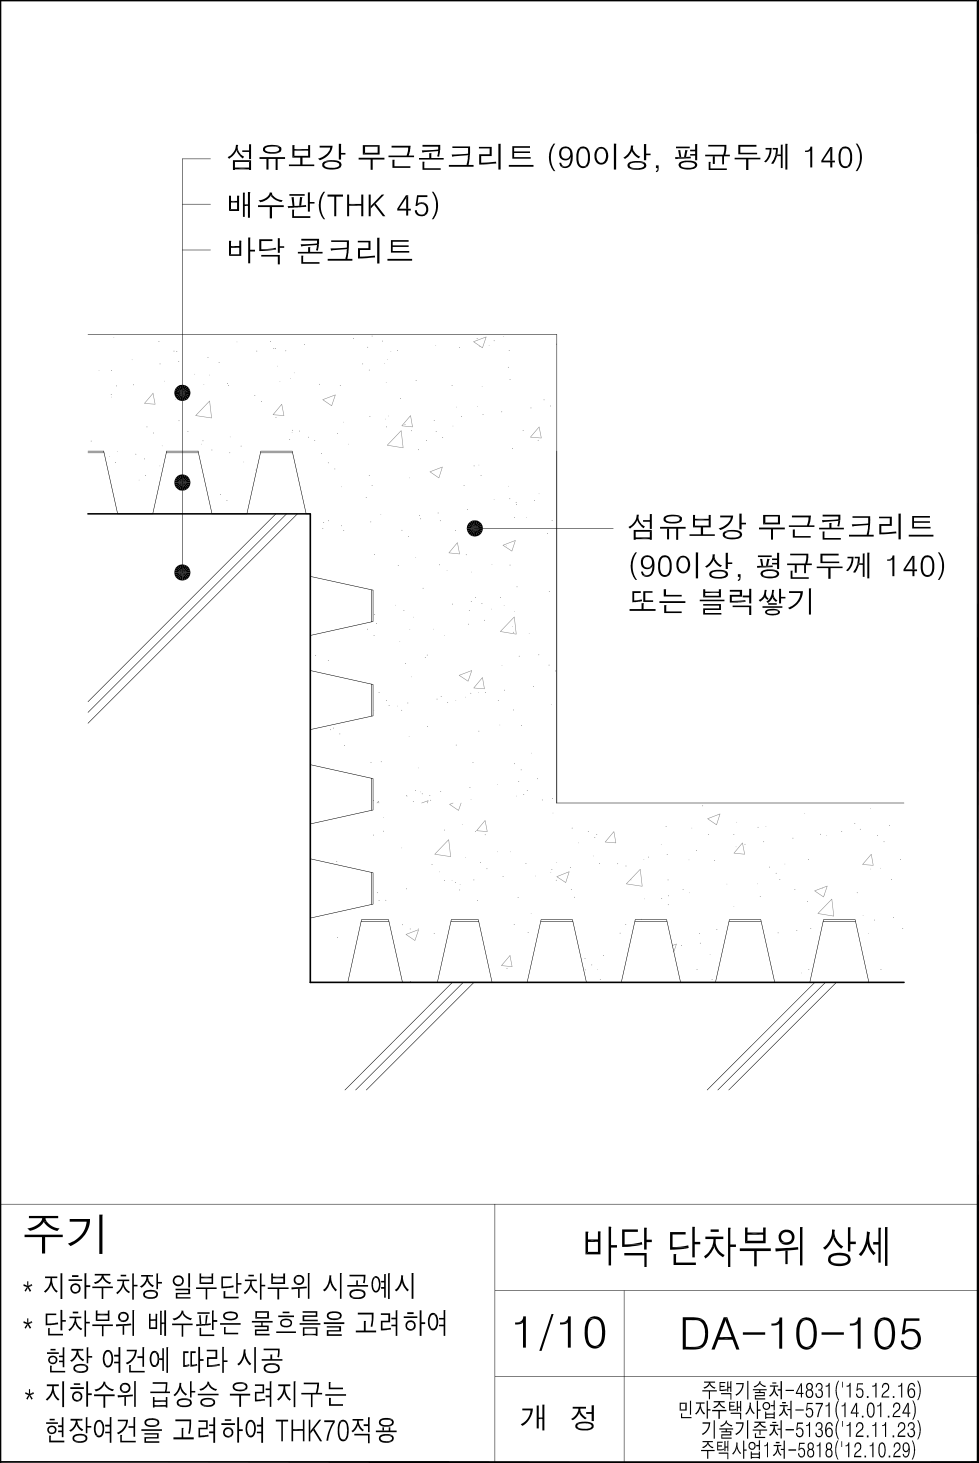 섬유보강 무근콘크리트 (90이상, 평균두께 140)
배수판(THK 45)
바닥 콘크리트
섬유보강 무근콘크리트
(90이상, 평균두께 140)
또는 블럭쌓기
주기
* 지하주차장 일부단차부위 시공예시
* 단차부위 배수판은 물흐름을 고려하여
현장 여건에 따라 시공
* 지하수위 급상승 우려지구는
현장여건을 고려하여 THK70적용
바닥 단차부위 상세
1/10
DA-10-105
개 정
주택기술처-4831('15.12.16)
민자주택사업처-571(14.01.24)
기술기준처-5136('12.11.23)
주택사업1처-5818('12.10.29)